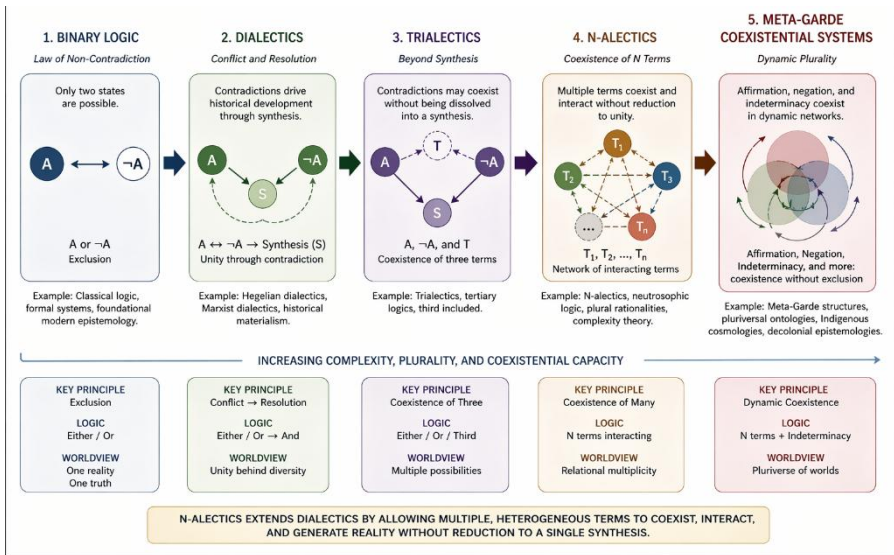 1. BINARY LOGIC
Law of Non-Contradiction
Only two states
are possible.
A
¬A
A or ¬A
Exclusion
Example: Classical logic,
formal systems, foundational
modern epistemology.
2. DIALECTICS
Conflict and Resolution
Contradictions drive
historical development
through synthesis.
A
¬A
S
A ↔ ¬A → Synthesis (S)
Unity through contradiction
Example: Hegelian dialectics,
Marxist dialectics, historical
materialism.
3. TRIALECTICS
Beyond Synthesis
Contradictions may coexist
without being dissolved
into a synthesis.
T
A
¬A
S
A, ¬A, and T
Coexistence of three terms
Example: Trialectics, tertiary
logics, third included.
4. N-ALECTICS
Coexistence of N Terms
Multiple terms coexist and
interact without reduction
to unity.
T₁
T₂
T₃
...
Tₙ
T₁, T₂, ..., Tₙ
Network of interacting terms
Example: N-alectics, neutrosophic
logic, plural rationalities,
complexity theory.
5. META-GARDE
COEXISTENTIAL SYSTEMS
Dynamic Plurality
Affirmation, negation, and
indeterminacy coexist
in dynamic networks.
Affirmation, Negation,
Indeterminacy, and more:
coexistence without exclusion
Example: Meta-Garde structures,
pluriversal ontologies, Indigenous
cosmologies, decolonial epistemologies.
INCREASING COMPLEXITY, PLURALITY, AND COEXISTENTIAL CAPACITY
KEY PRINCIPLE
Exclusion
LOGIC
Either / Or
WORLDVIEW
One reality
One truth
KEY PRINCIPLE
Conflict → Resolution
LOGIC
Either / Or → And
WORLDVIEW
Unity behind diversity
KEY PRINCIPLE
Coexistence of Three
LOGIC
Either / Or / Third
WORLDVIEW
Multiple possibilities
KEY PRINCIPLE
Coexistence of Many
LOGIC
N terms interacting
WORLDVIEW
Relational multiplicity
KEY PRINCIPLE
Dynamic Coexistence
LOGIC
N terms + Indeterminacy
WORLDVIEW
Pluriverse of worlds
N-ALECTICS EXTENDS DIALECTICS BY ALLOWING MULTIPLE, HETEROGENEOUS TERMS TO COEXIST, INTERACT,
AND GENERATE REALITY WITHOUT REDUCTION TO A SINGLE SYNTHESIS.